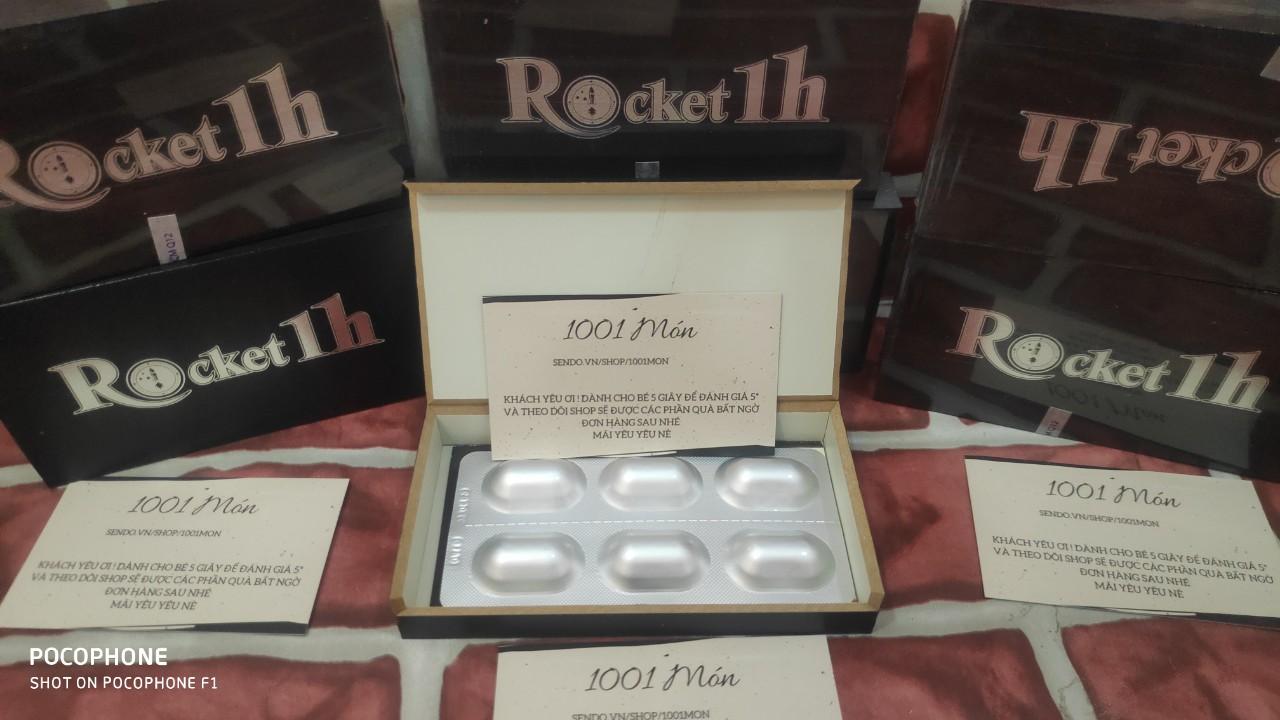 Rocket 1h
Rocket 1h
Rocket 1h
Rocket 1h
Rocket 1h
1001 Món
SENDO.VN/SHOP/1001MON
KHÁCH YÊU ƠI ! DÀNH CHO BÉ 5 GIÂY ĐỂ ĐÁNH GIÁ 5*
VÀ THEO DÕI SHOP SẼ ĐƯỢC CÁC PHẦN QUÀ BẤT NGỜ
ĐƠN HÀNG SAU NHÉ
MÃI YÊU YÊU NÈ
1001 Món
SENDO.VN/SHOP/1001MON
KHÁCH YÊU ƠI ! DÀNH CHO BÉ 5 GIÂY ĐỂ ĐÁNH GIÁ 5*
VÀ THEO DÕI SHOP SẼ ĐƯỢC CÁC PHẦN QUÀ BẤT NGỜ
ĐƠN HÀNG SAU NHÉ
MÃI YÊU YÊU NÈ
1001 Món
SENDO.VN/SHOP/1001MON
KHÁCH YÊU ƠI ! DÀNH CHO BÉ 5 GIÂY ĐỂ ĐÁNH GIÁ 5*
VÀ THEO DÕI SHOP SẼ ĐƯỢC CÁC PHẦN QUÀ BẤT NGỜ
ĐƠN HÀNG SAU NHÉ
MÃI YÊU YÊU NÈ
1001 Món
SENDO.VN/SHOP/1001MON
POCOPHONE
SHOT ON POCOPHONE F1